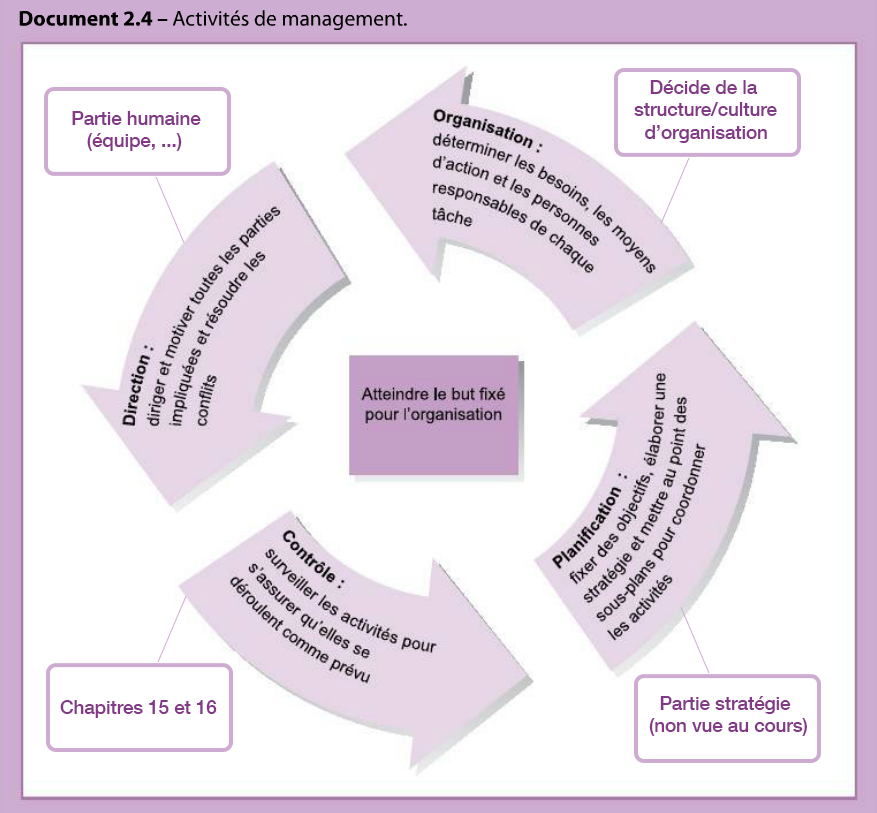 Document 2.4 – Activités de management.
Partie humaine
(équipe, ...)
Décide de la
structure/culture
d'organisation
Organisation :
déterminer les besoins, les moyens
d'action et les personnes
responsables de chaque
tâche
Direction :
diriger et motiver toutes les parties
impliquées et résoudre les
conflits
Atteindre le but fixé
pour l'organisation
Planification :
fixer des objectifs, élaborer une
stratégie et mettre au point des
sous-plans pour coordonner
les activités
Contrôle :
surveiller les activités pour
s'assurer qu'elles se
déroulent comme prévu
Chapitres 15 et 16
Partie stratégie
(non vue au cours)